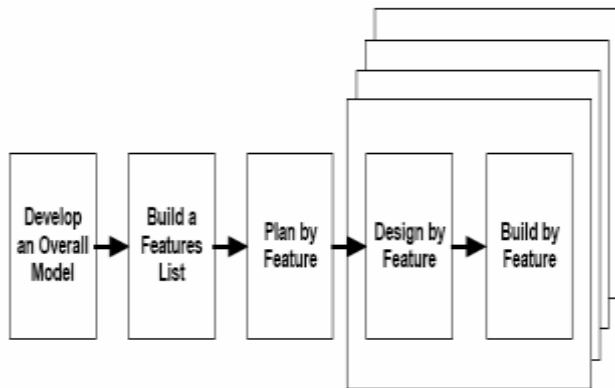 Develop
an Overall
Model
Build a
Features
List
Plan by
Feature
Design by
Feature
Build by
Feature